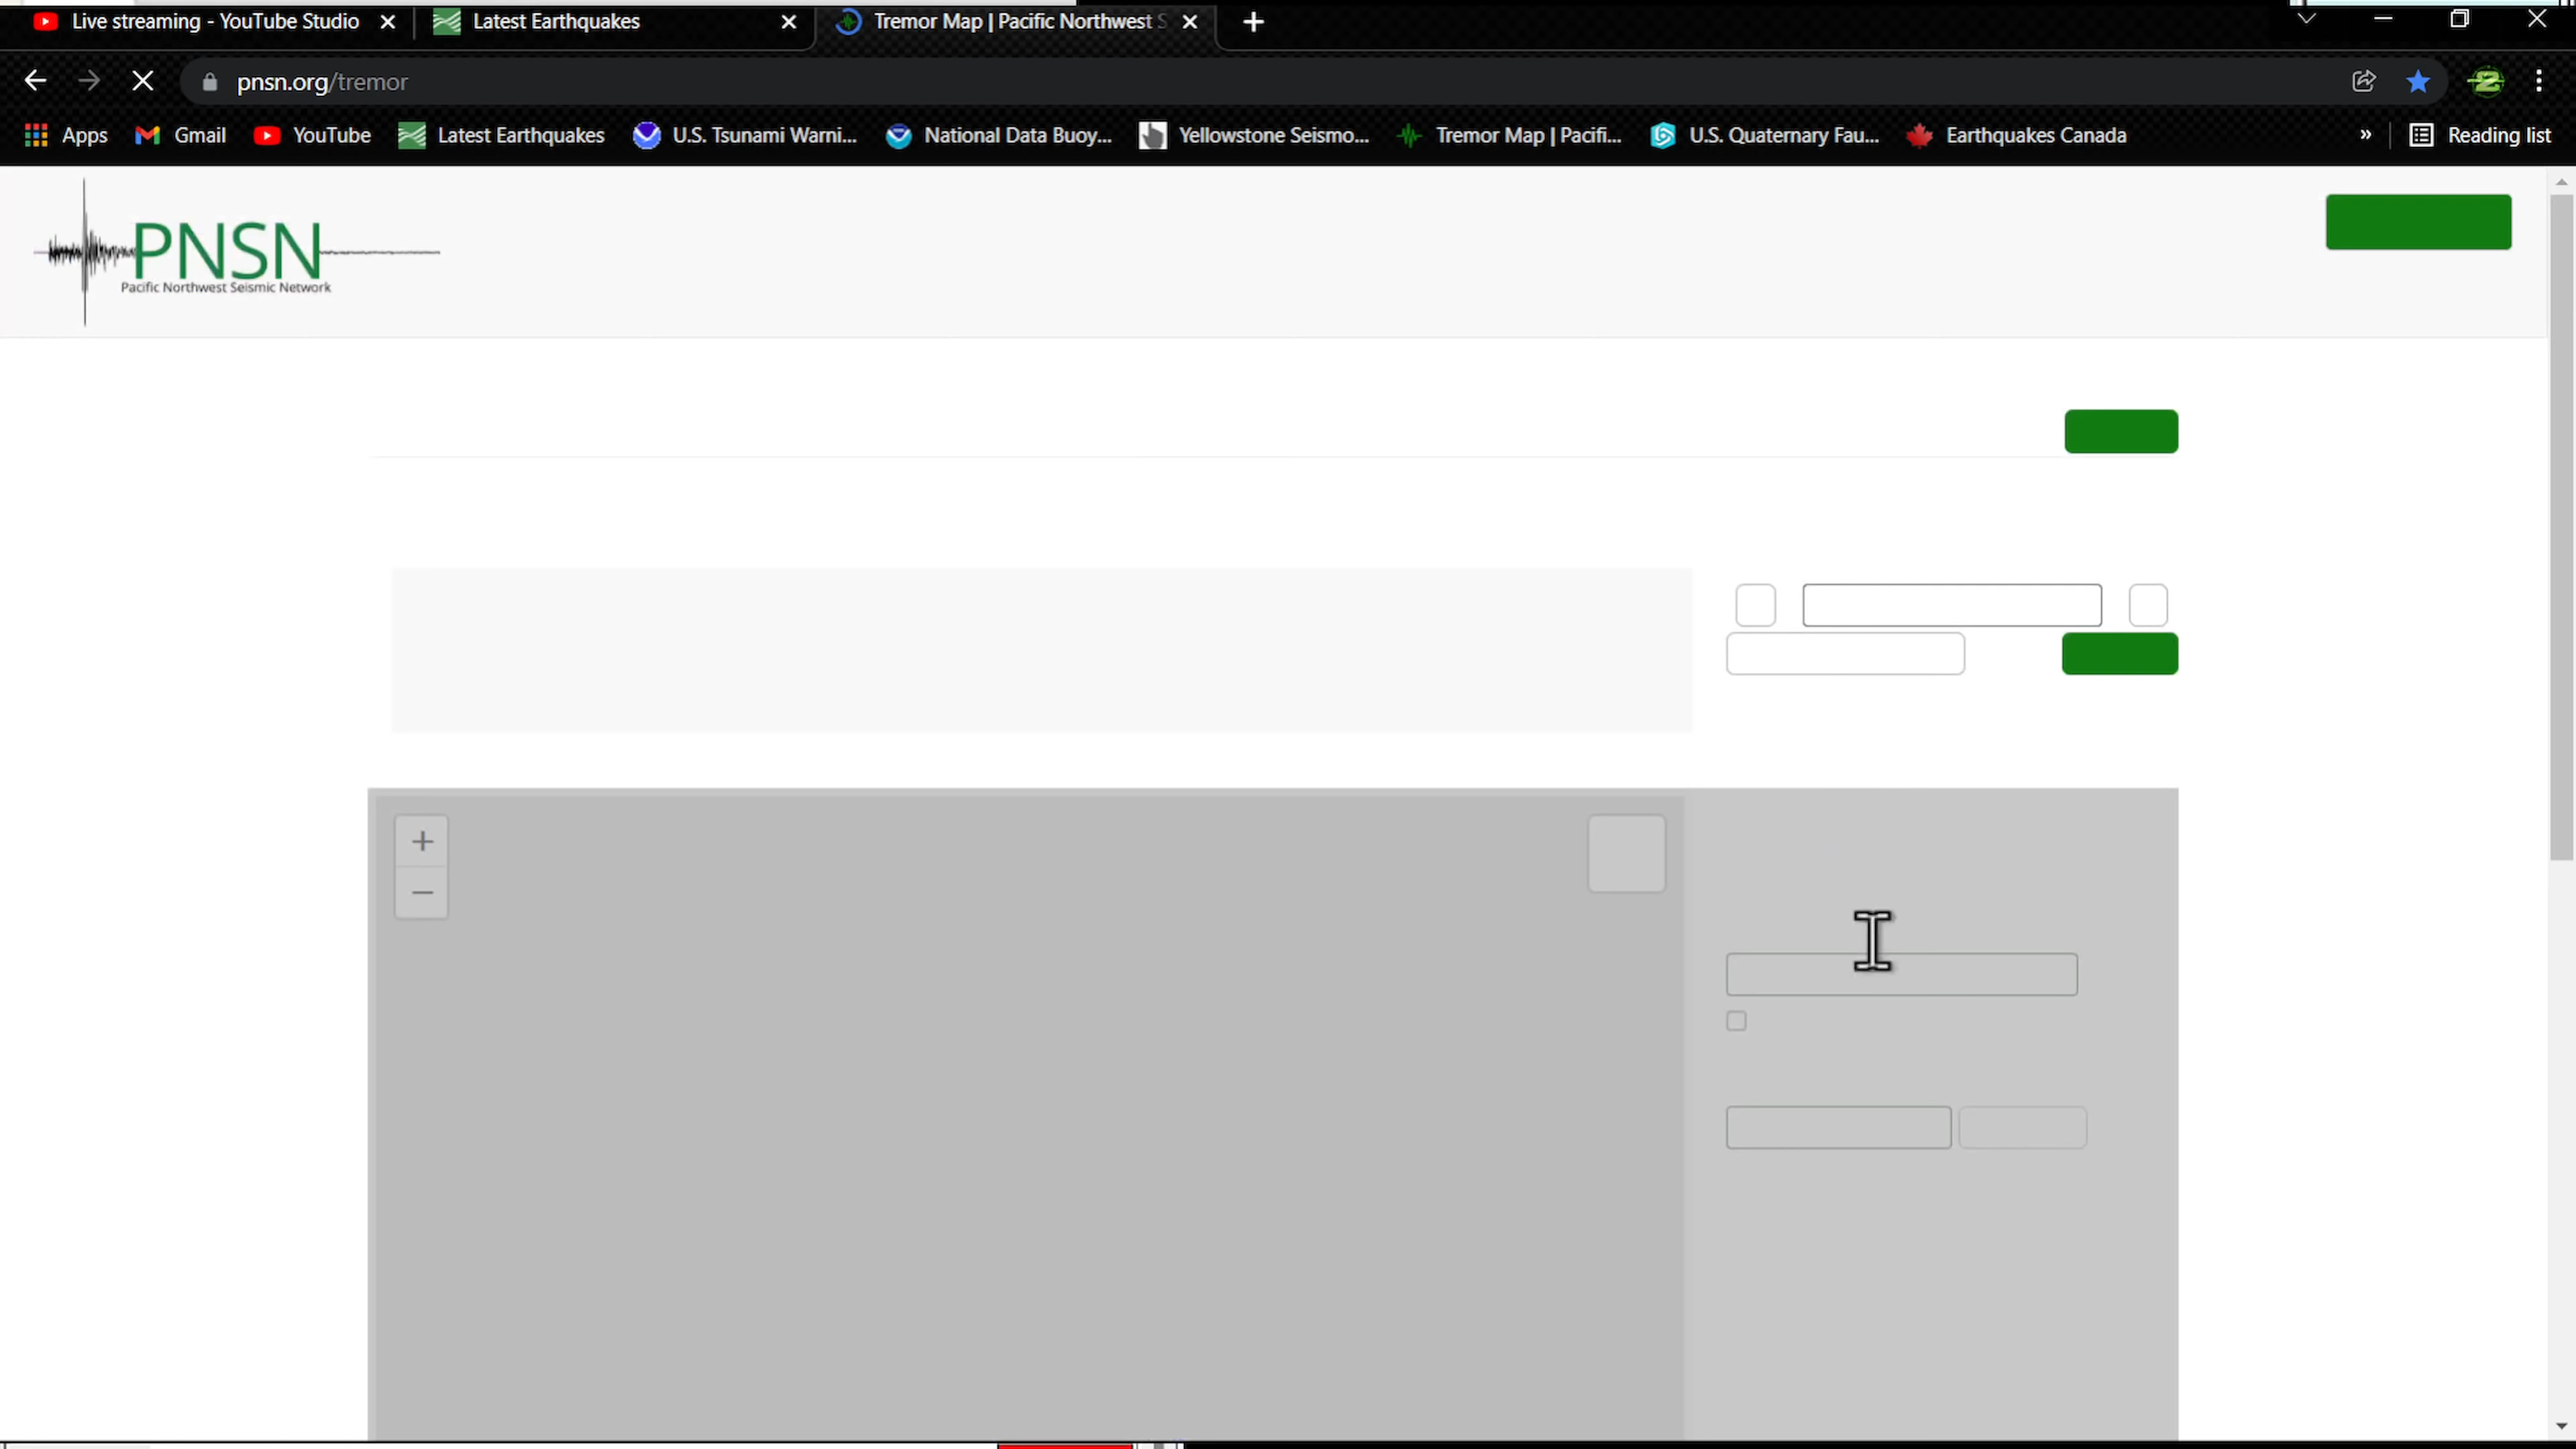 Live streaming - YouTube Studio
Latest Earthquakes
Tremor Map | Pacific Northwest S
pnsn.org/tremor
Apps
Gmail
YouTube
Latest Earthquakes
U.S. Tsunami Warni...
National Data Buoy...
Yellowstone Seismo...
Tremor Map | Pacifi...
U.S. Quaternary Fau...
Earthquakes Canada
»
Reading list
PNSN
Pacific Northwest Seismic Network
+
−